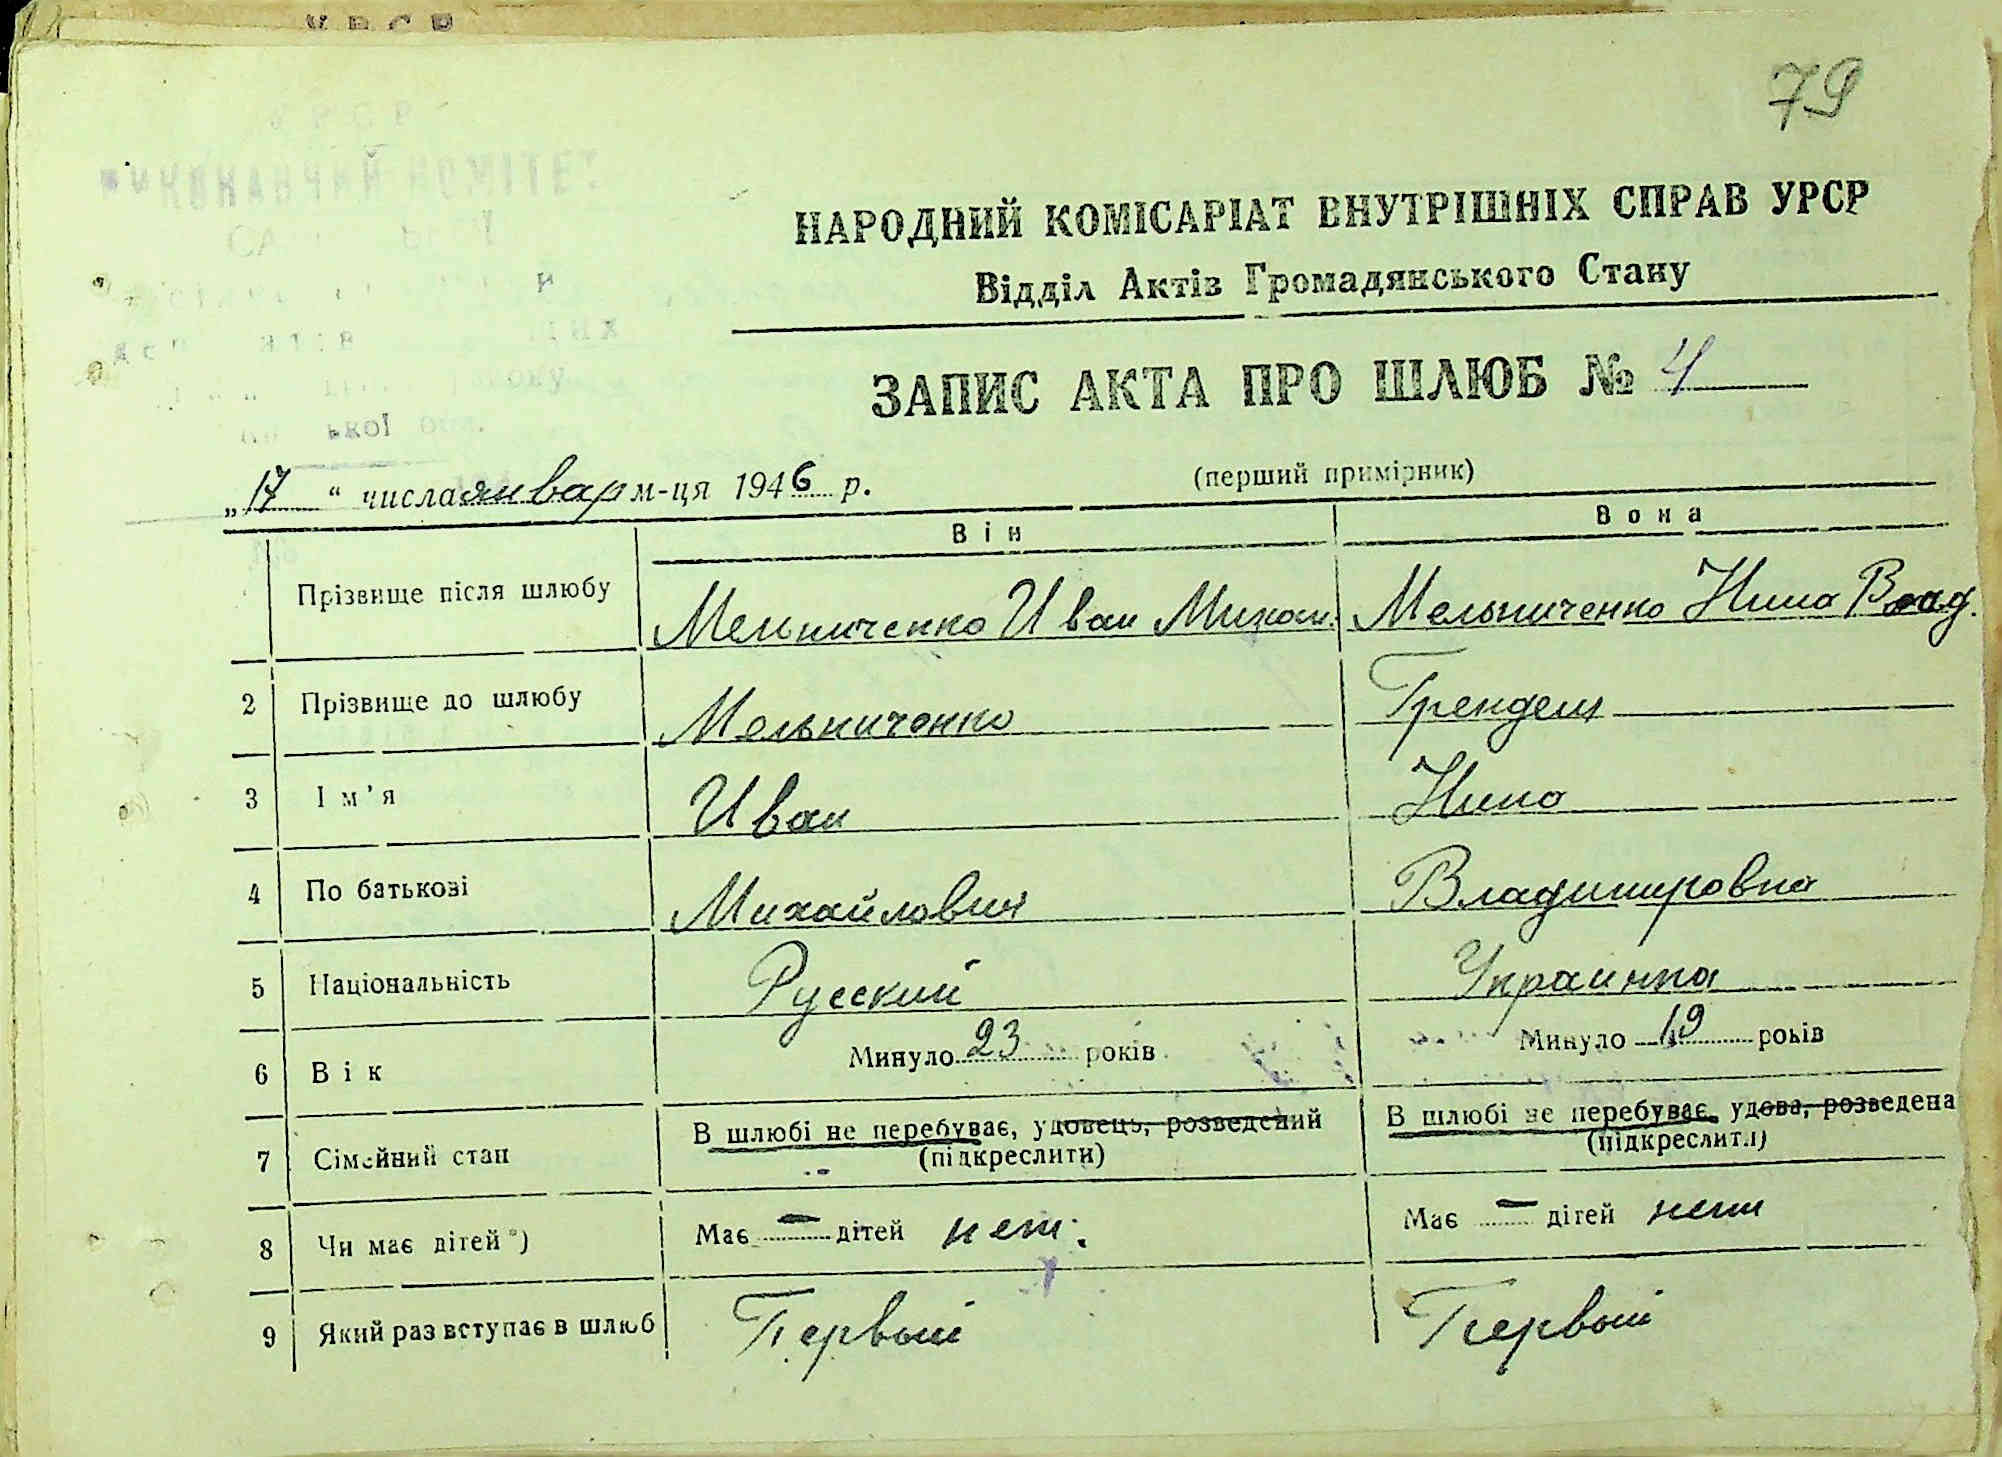 79
НАРОДНИЙ КОМІСАРІАТ ВНУТРІШНІХ СПРАВ УРСР
Відділ Актів Громадянського Стану
ЗАПИС АКТА ПРО ШЛЮБ № 4
(перший примірник)
„17“ числа январ м-ця 1946 р.
Він Вона
Прізвище після шлюбу Мельниченко Иван Михаил. Мельниченко Нина Влад.
2 Прізвище до шлюбу Мельниченко
3 Ім'я Иван Нина
4 По батькові Михайлович Владимировна
5 Національність Русский Украинка
6 Вік Минуло 23 років Минуло 19 років
7 Сімейний стан В шлюбі не перебуває, удовець, розведений (підкреслити) В шлюбі не перебуває, удова, розведена (підкреслити)
8 Чи має дітей*) Має – дітей нет. Має – дітей нет
9 Який раз вступає в шлюб Первый Первый